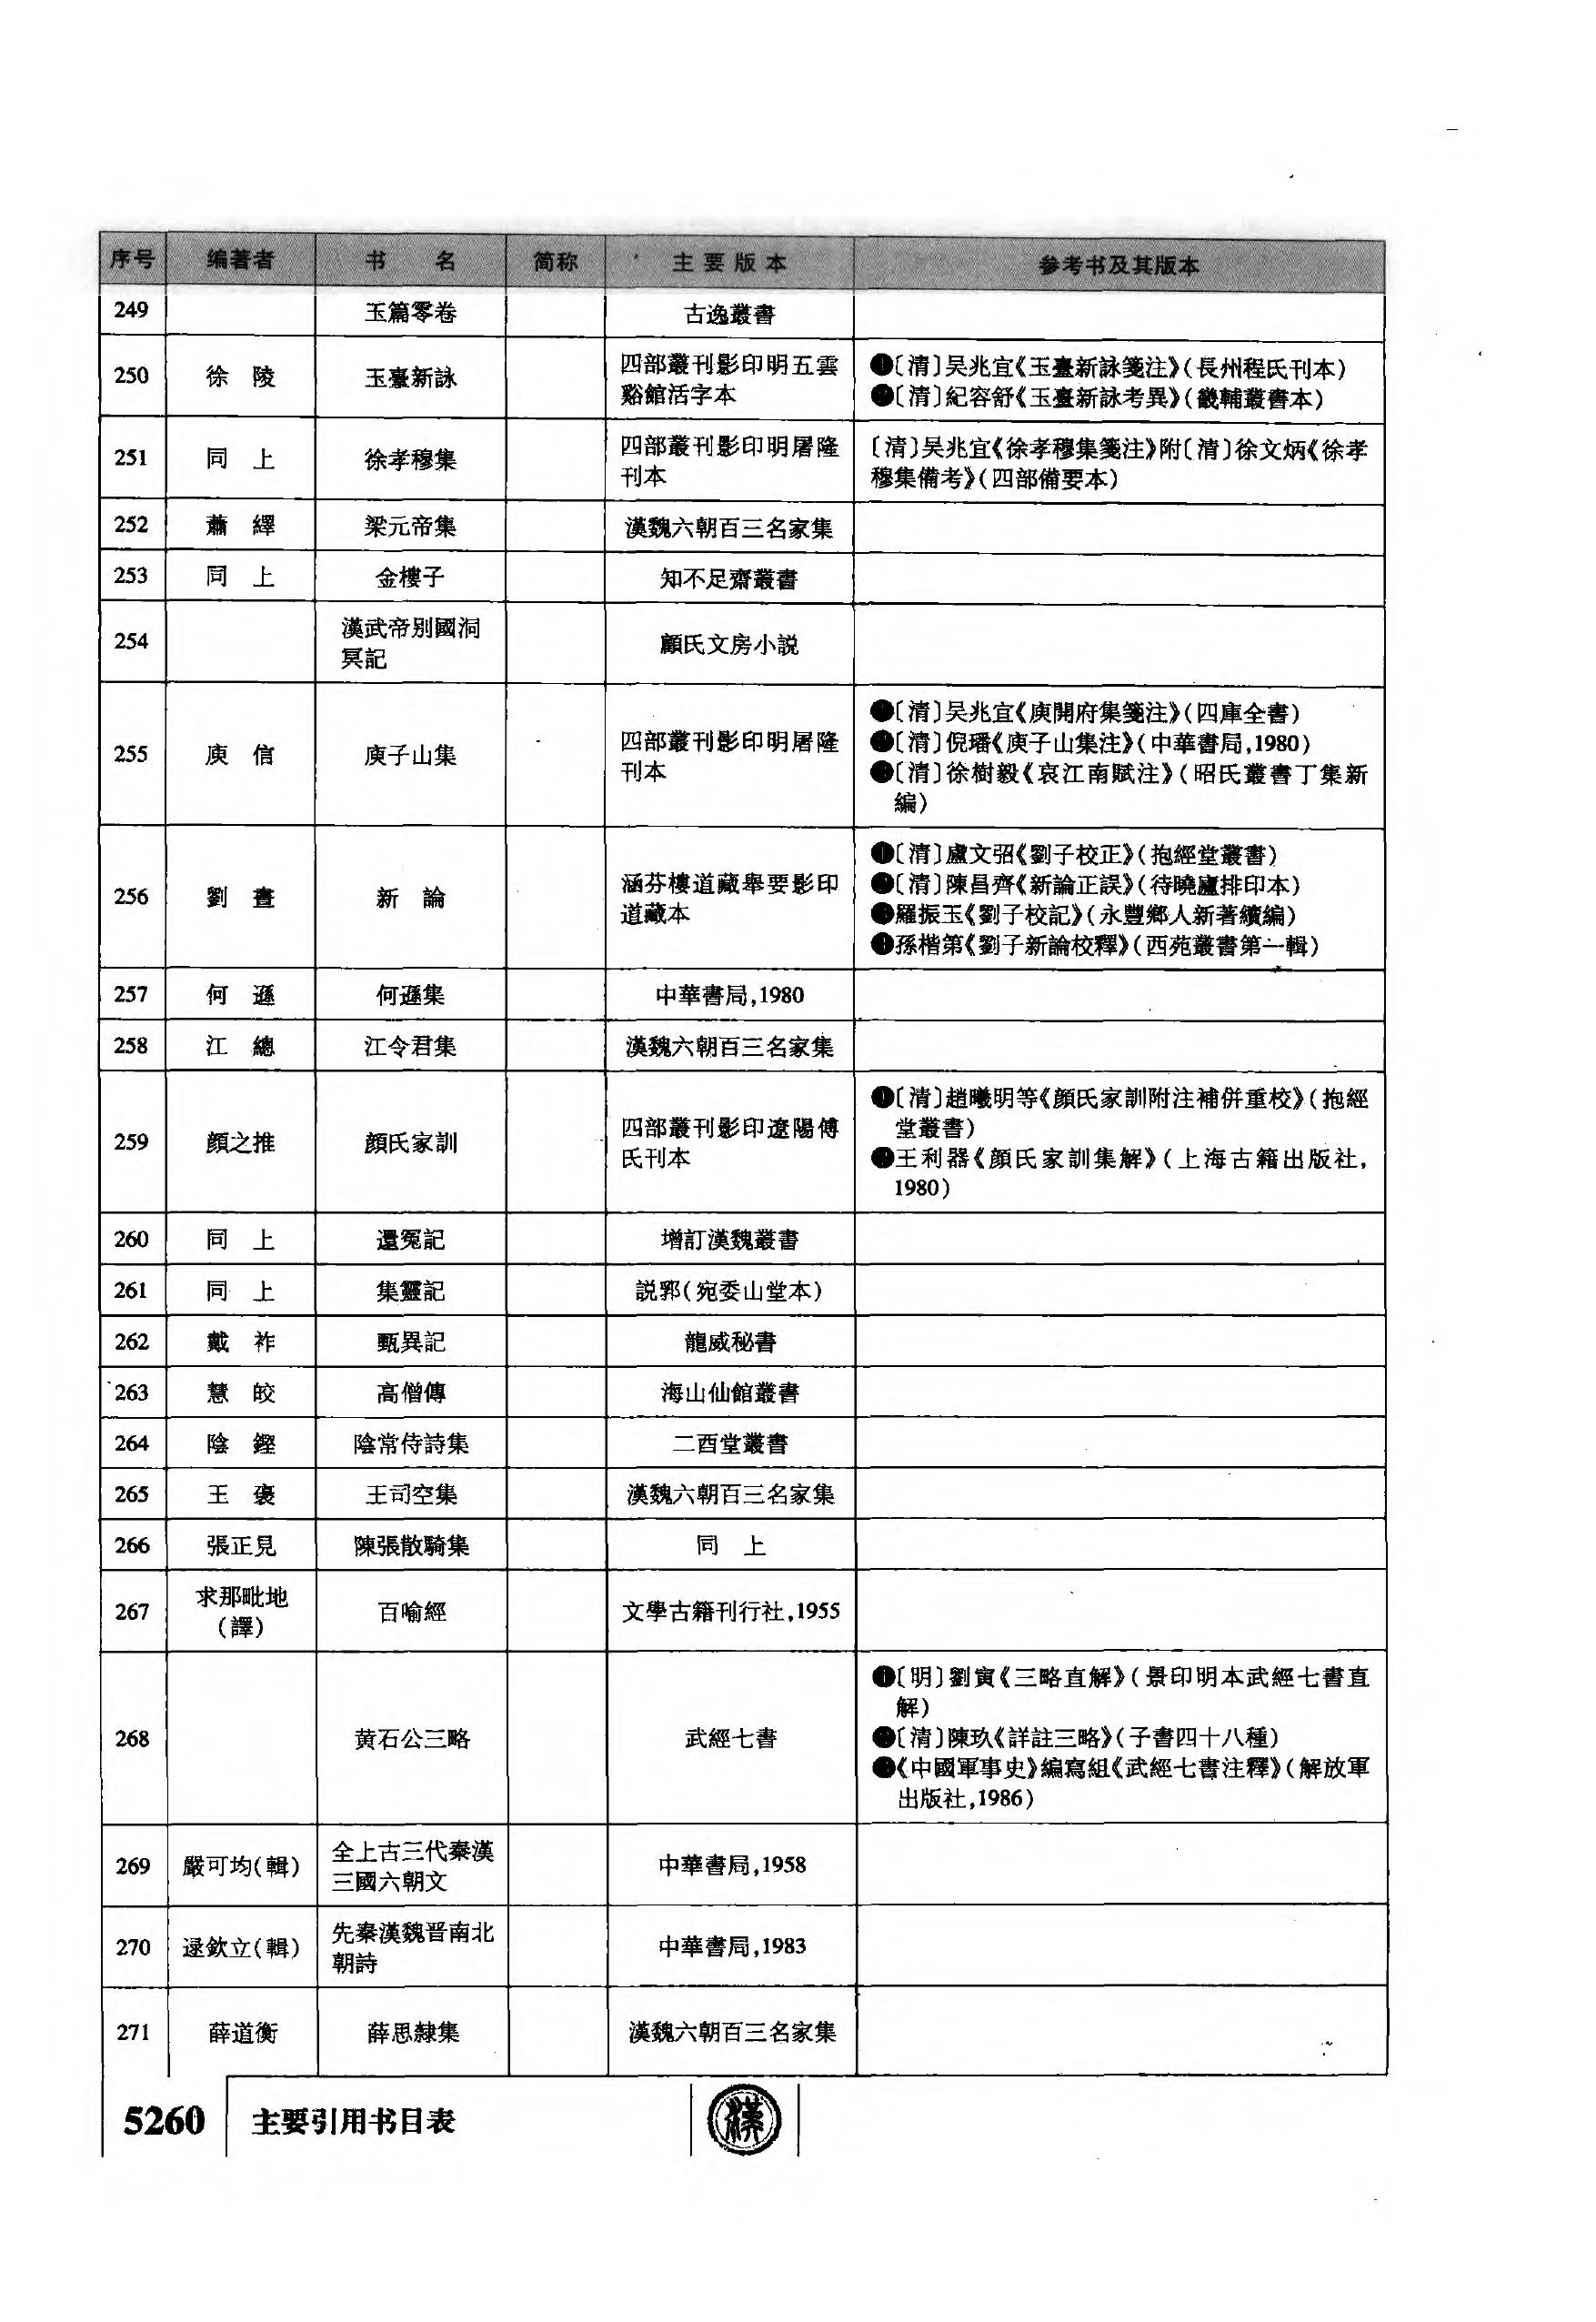 序号 编著者 书 名 简称 主要版本 参考书及其版本
249 玉篇零卷 古逸叢書
250 徐 陵 玉臺新詠 四部叢刊影印明五雲
谿館活字本
❶〔清〕吴兆宜《玉臺新詠箋注》(長州程氏刊本)
❷〔清〕紀容舒《玉臺新詠考異》(畿輔叢書本)
251 同 上 徐孝穆集 四部叢刊影印明屠隆
刊本
〔清〕吴兆宜《徐孝穆集箋注》附〔清〕徐文炳《徐孝
穆集備考》(四部備要本)
252 蕭 繹 梁元帝集 漢魏六朝百三名家集
253 同 上 金樓子 知不足齋叢書
254 漢武帝别國洞
冥記
顧氏文房小説
255 庾 信 庾子山集 四部叢刊影印明屠隆
刊本
❶〔清〕吴兆宜《庾開府集箋注》(四庫全書)
❷〔清〕倪璠《庾子山集注》(中華書局,1980)
❸〔清〕徐樹穀《哀江南賦注》(昭氏叢書丁集新
編)
256 劉 晝 新 論 涵芬樓道藏舉要影印
道藏本
❶〔清〕盧文弨《劉子校正》(抱經堂叢書)
❷〔清〕陳昌齊《新論正誤》(待曉廬排印本)
❸羅振玉《劉子校記》(永豐鄉人新著續編)
❹孫楷第《劉子新論校釋》(西苑叢書第一輯)
257 何 遜 何遜集 中華書局,1980
258 江 總 江令君集 漢魏六朝百三名家集
259 顔之推 顔氏家訓 四部叢刊影印遼陽傅
氏刊本
❶〔清〕趙曦明等《顔氏家訓附注補併重校》(抱經
堂叢書)
❷王利器《顔氏家訓集解》(上海古籍出版社,
1980)
260 同 上 還冤記 增訂漢魏叢書
261 同 上 集靈記 説郛(宛委山堂本)
262 戴 祚 甄異記 龍威秘書
263 慧 皎 高僧傳 海山仙館叢書
264 陰 鏗 陰常侍詩集 二酉堂叢書
265 王 褒 王司空集 漢魏六朝百三名家集
266 張正見 陳張散騎集 同 上
267 求那毗地
(譯)
百喻經 文學古籍刊行社,1955
268 黄石公三略 武經七書
❶〔明〕劉寅《三略直解》(景印明本武經七書直
解)
❷〔清〕陳玖《詳註三略》(子書四十八種)
❸《中國軍事史》編寫組《武經七書注釋》(解放軍
出版社,1986)
269 嚴可均(輯) 全上古三代秦漢
三國六朝文
中華書局,1958
270 逯欽立(輯) 先秦漢魏晋南北
朝詩
中華書局,1983
271 薛道衡 薛思隸集 漢魏六朝百三名家集
5260 主要引用书目表
漢